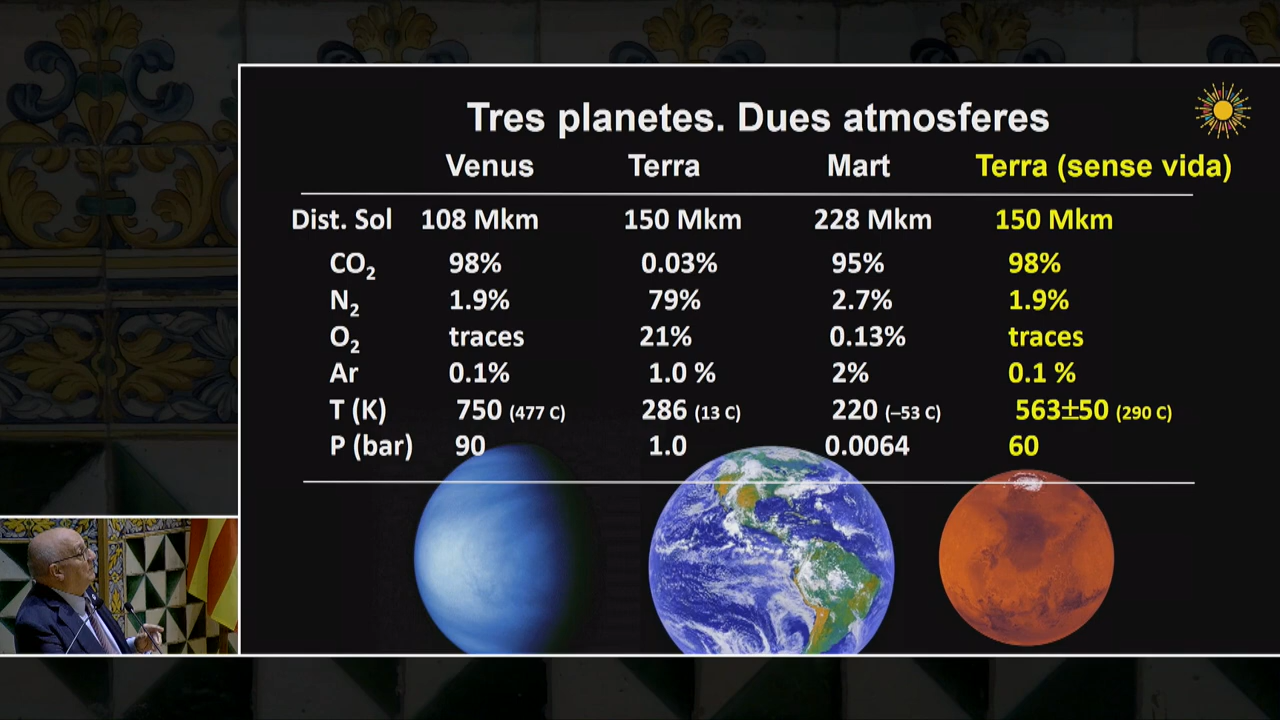 Tres planetes. Dues atmosferes
Venus Terra Mart Terra (sense vida)
Dist. Sol 108 Mkm 150 Mkm 228 Mkm 150 Mkm
CO₂ 98% 0.03% 95% 98%
N₂ 1.9% 79% 2.7% 1.9%
O₂ traces 21% 0.13% traces
Ar 0.1% 1.0 % 2% 0.1 %
T (K) 750 (477 C) 286 (13 C) 220 (–53 C) 563±50 (290 C)
P (bar) 90 1.0 0.0064 60